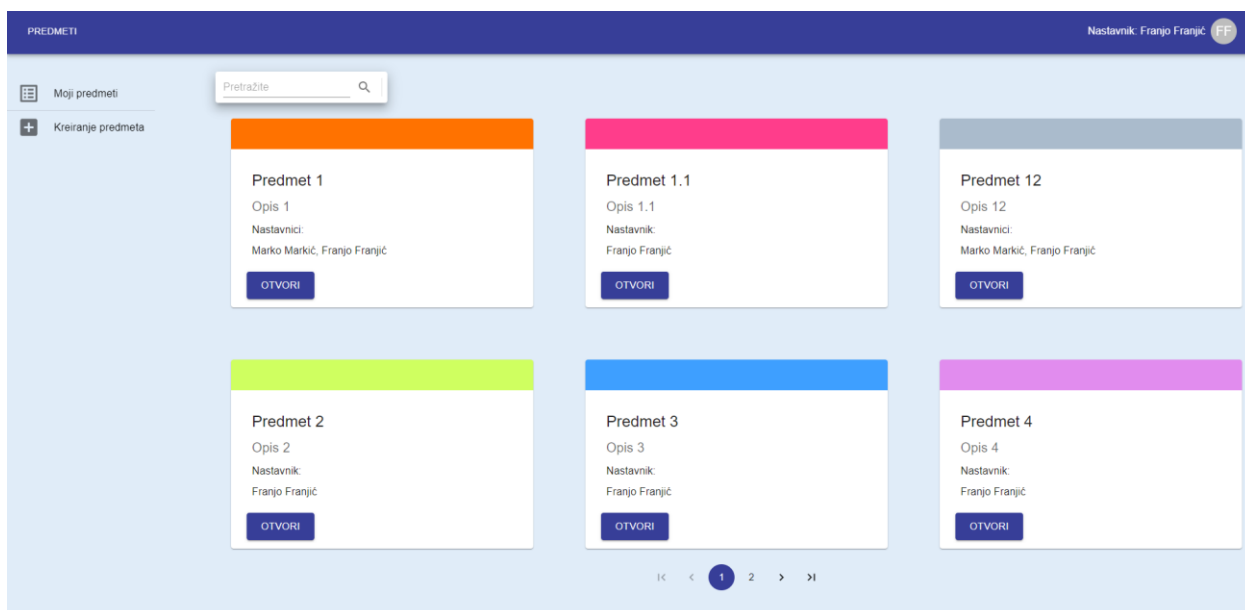 PREDMETI
Nastavnik: Franjo Franjić FF
Moji predmeti
Kreiranje predmeta
Pretražite
Predmet 1
Opis 1
Nastavnici:
Marko Markić, Franjo Franjić
OTVORI
Predmet 1.1
Opis 1.1
Nastavnik:
Franjo Franjić
OTVORI
Predmet 12
Opis 12
Nastavnici:
Marko Markić, Franjo Franjić
OTVORI
Predmet 2
Opis 2
Nastavnik:
Franjo Franjić
OTVORI
Predmet 3
Opis 3
Nastavnik:
Franjo Franjić
OTVORI
Predmet 4
Opis 4
Nastavnik:
Franjo Franjić
OTVORI
1 2